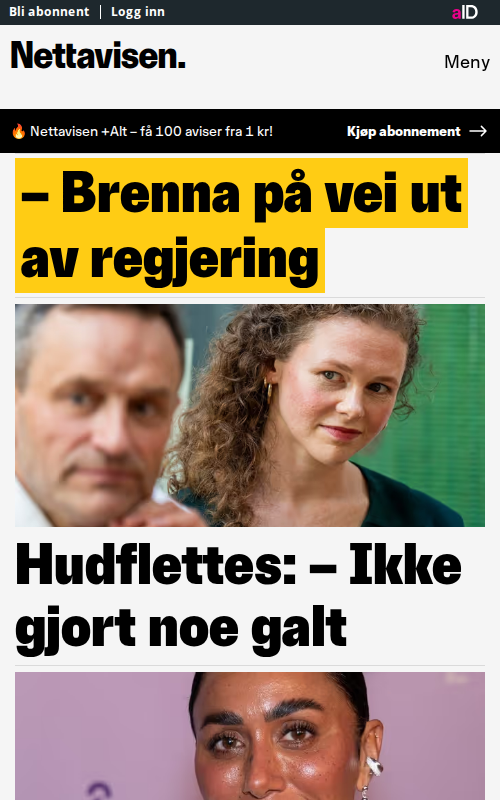 Bli abonnent | Logg inn
aID
Nettavisen.
Meny
🔥 Nettavisen +Alt – få 100 aviser fra 1 kr!
Kjøp abonnement →
– Brenna på vei ut
av regjering
Hudflettes: – Ikke
gjort noe galt